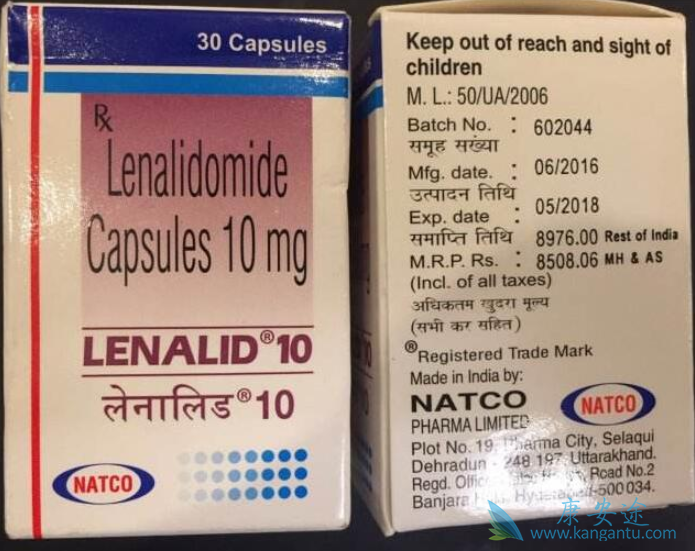 30 Capsules
Rx
Lenalidomide
Capsules 10 mg
LENALID® 10
लेनालिड® 10
NATCO
Keep out of reach and sight of
children
M. L.: 50/UA/2006
Batch No. : 602044
समूह संख्या
Mfg. date. : 06/2016
उत्पादन तिथि
Exp. date : 05/2018
समाप्ति तिथि 8976.00 Rest of India
M.R.P. Rs. : 8508.06 MH & AS
(Incl. of all taxes)
अधिकतम खुदरा मूल्य
(सभी कर सहित)
®Registered Trade Mark
Made in India by:
NATCO
PHARMA LIMITED
NATCO
Plot No. 19, Pharma City, Selaqui
Dehradun - 248 197, Uttarakhand.
Regd. Office Road No.2
Banjara Hyderabad-500 034.
康安途
www.kangantu.com